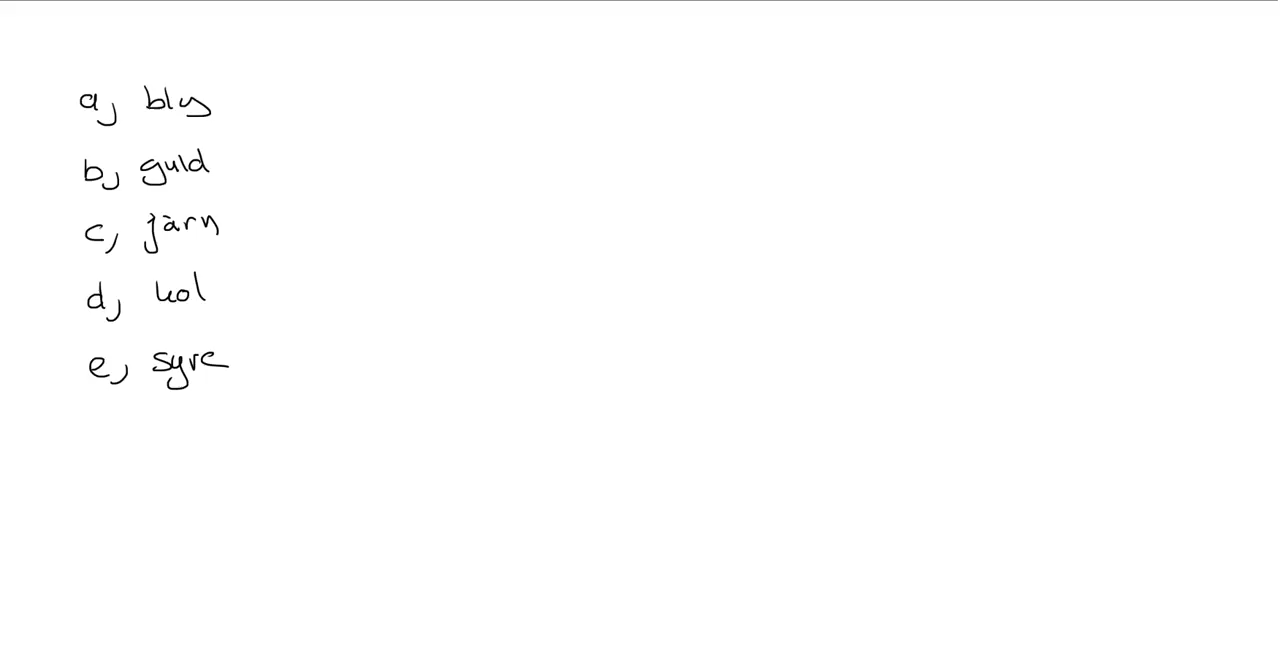 a, bly
b, guld
c, järn
d, kol
e, syre